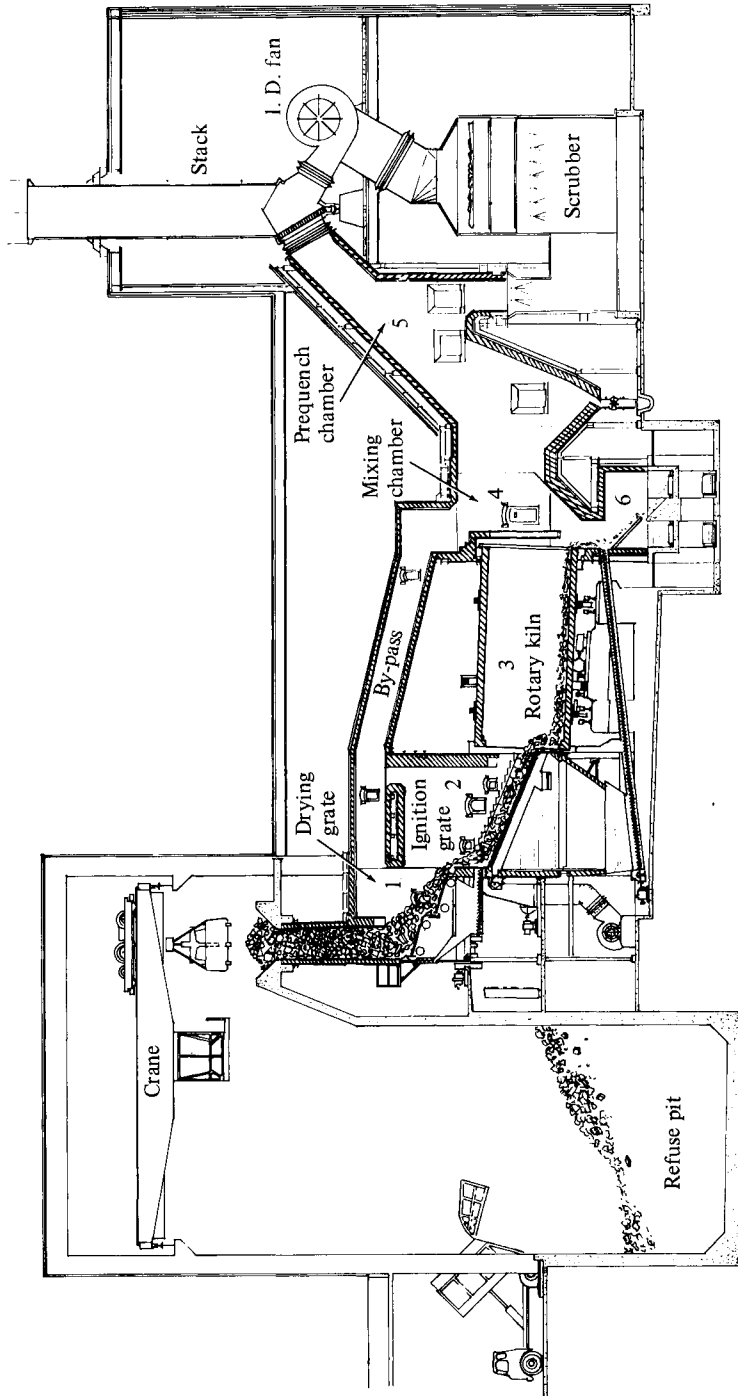 Crane
Refuse pit
Drying
grate
1
Ignition
grate
2
By-pass
3
Rotary kiln
Mixing
chamber
4
Prequench
chamber
5
6
Stack
I. D. fan
Scrubber